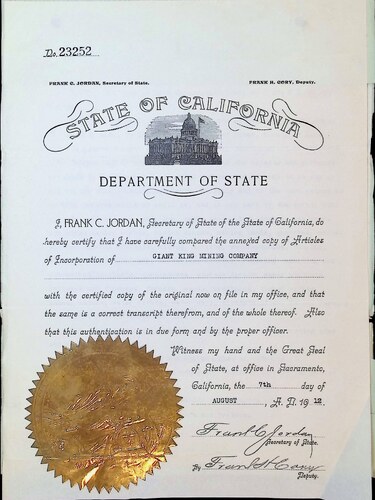 No. 23252
FRANK C. JORDAN, Secretary of State. FRANK H. CORY, Deputy.
STATE OF CALIFORNIA
DEPARTMENT OF STATE
I, FRANK C. JORDAN, Secretary of State of the State of California, do
hereby certify that I have carefully compared the annexed copy of Articles
of Incorporation of GIANT KING MINING COMPANY
with the certified copy of the original now on file in my office, and that
the same is a correct transcript therefrom, and of the whole thereof. Also
that this authentication is in due form and by the proper officer.
Witness my hand and the Great Seal
of State, at office in Sacramento,
California, the 7th day of
AUGUST, A. D. 1912.
Frank C Jordan
Secretary of State.
By Frank H Cory
Deputy.